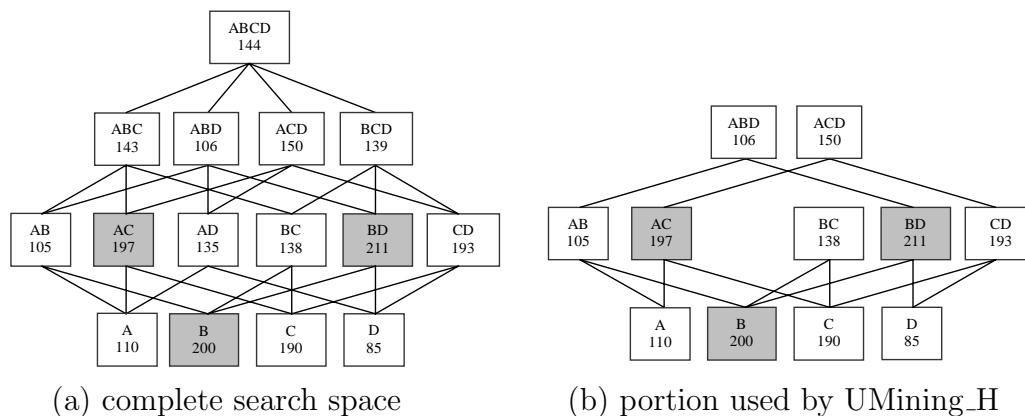 ABCD
144
ABC
143
ABD
106
ACD
150
BCD
139
AB
105
AC
197
AD
135
BC
138
BD
211
CD
193
A
110
B
200
C
190
D
85
(a) complete search space
ABD
106
ACD
150
AB
105
AC
197
BC
138
BD
211
CD
193
A
110
B
200
C
190
D
85
(b) portion used by UMining_H